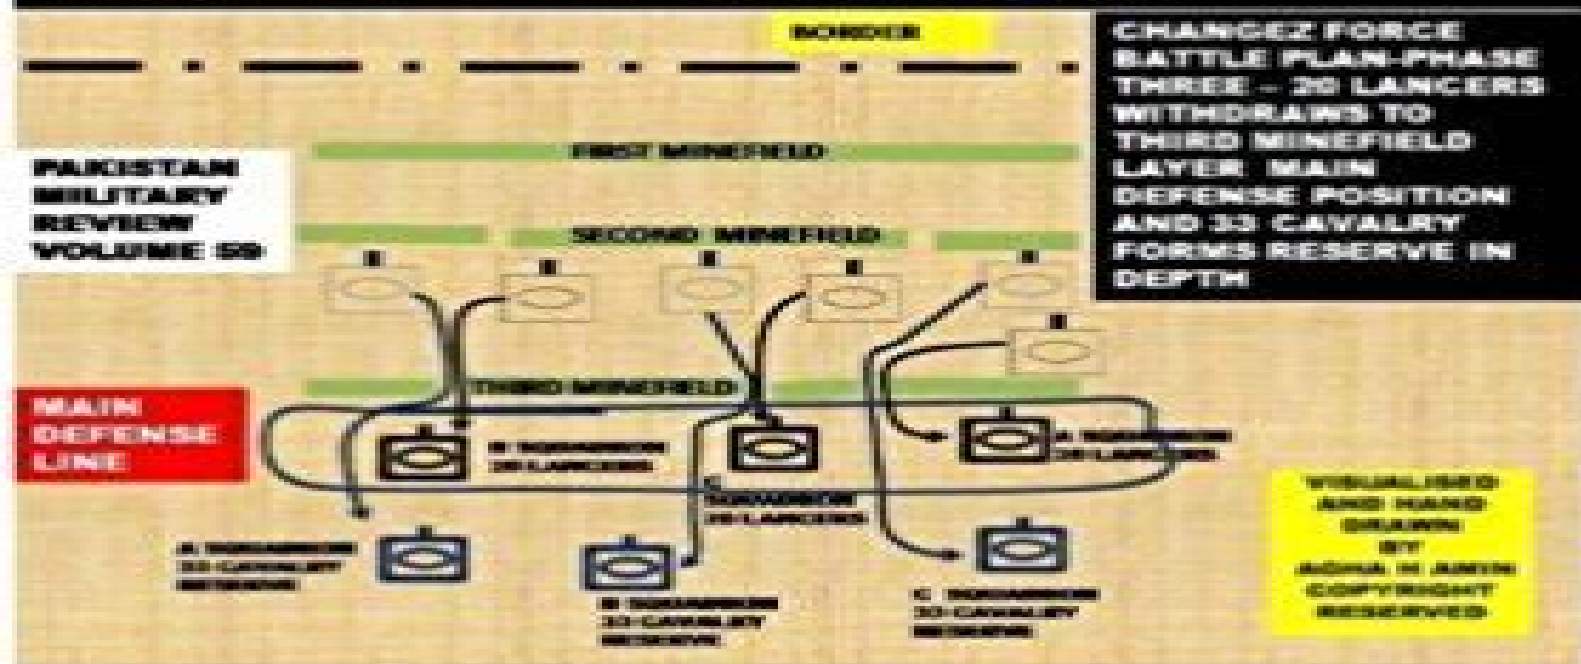 BORDER
CHANGEZ FORCE
BATTLE PLAN-PHASE
THREE – 20 LANCERS
WITHDRAWS TO
THIRD MINEFIELD
LAYER MAIN
DEFENSE POSITION
AND 33 CAVALRY
FORMS RESERVE IN
DEPTH
FIRST MINEFIELD
PAKISTAN
MILITARY
REVIEW
VOLUME 59
SECOND MINEFIELD
THIRD MINEFIELD
MAIN
DEFENSE
LINE
B SQUADRON
20 LANCERS
A SQUADRON
20 LANCERS
C
SQUADRON
20 LANCERS
A SQUADRON
33 CAVALRY
RESERVE
B SQUADRON
33 CAVALRY
RESERVE
C SQUADRON
33 CAVALRY
RESERVE
VISUALISED
AND HAND
DRAWN
BY
AGHA H AMIN
COPYRIGHT
RESERVED